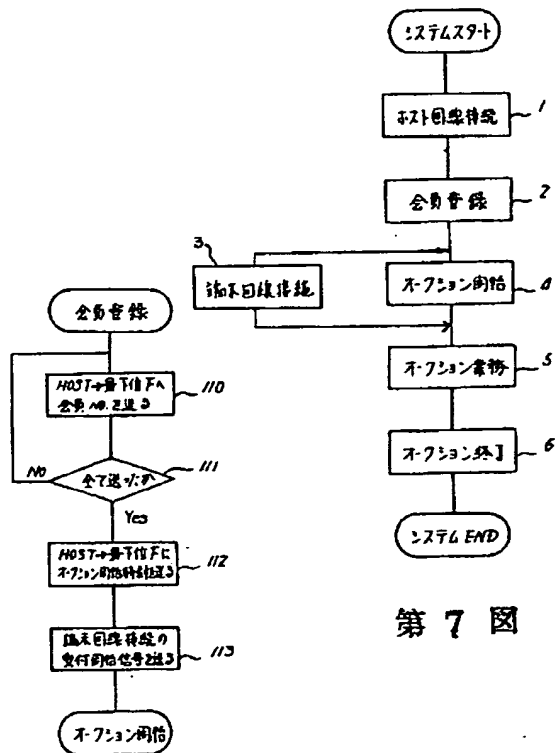 システムスタート
ホスト回線接続
1
会員登録
2
3
端末回線接続
オークション開始
4
オークション業務
5
オークション終了
6
システムEND
第7図
会員登録
HOST→最下位下へ
会員NO.を送る
110
全て送ったか
111
No
Yes
HOST→最下位下に
オークション開始時刻を送る
112
端末回線接続の
受付開始信号を送る
113
オークション開始